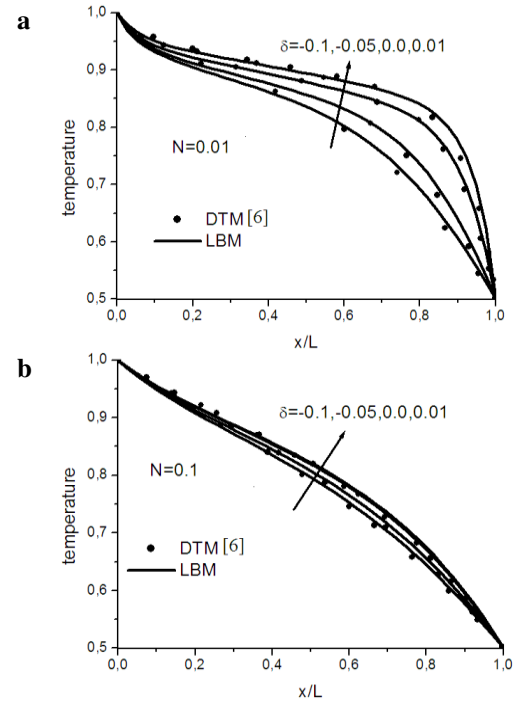 a
1,0
0,9
0,8
0,7
0,6
0,5
temperature
δ=-0.1,-0.05,0.0,0.01
N=0.01
DTM [6]
LBM
0,0 0,2 0,4 0,6 0,8 1,0
x/L
b
1,0
0,9
0,8
0,7
0,6
0,5
temperature
δ=-0.1,-0.05,0.0,0.01
N=0.1
DTM [6]
LBM
0,0 0,2 0,4 0,6 0,8 1,0
x/L